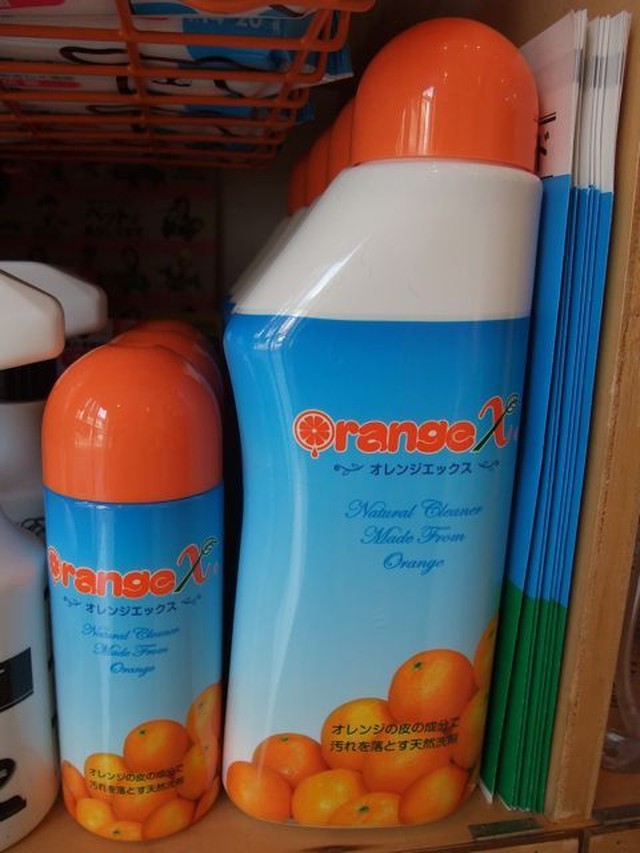 OrangeX
オレンジエックス
Natural Cleaner
Made From
Orange
オレンジの皮の成分で
汚れを落とす天然洗剤
OrangeX
オレンジエックス
Natural Cleaner
Made From
Orange
オレンジの皮の成分で
汚れを落とす天然洗剤